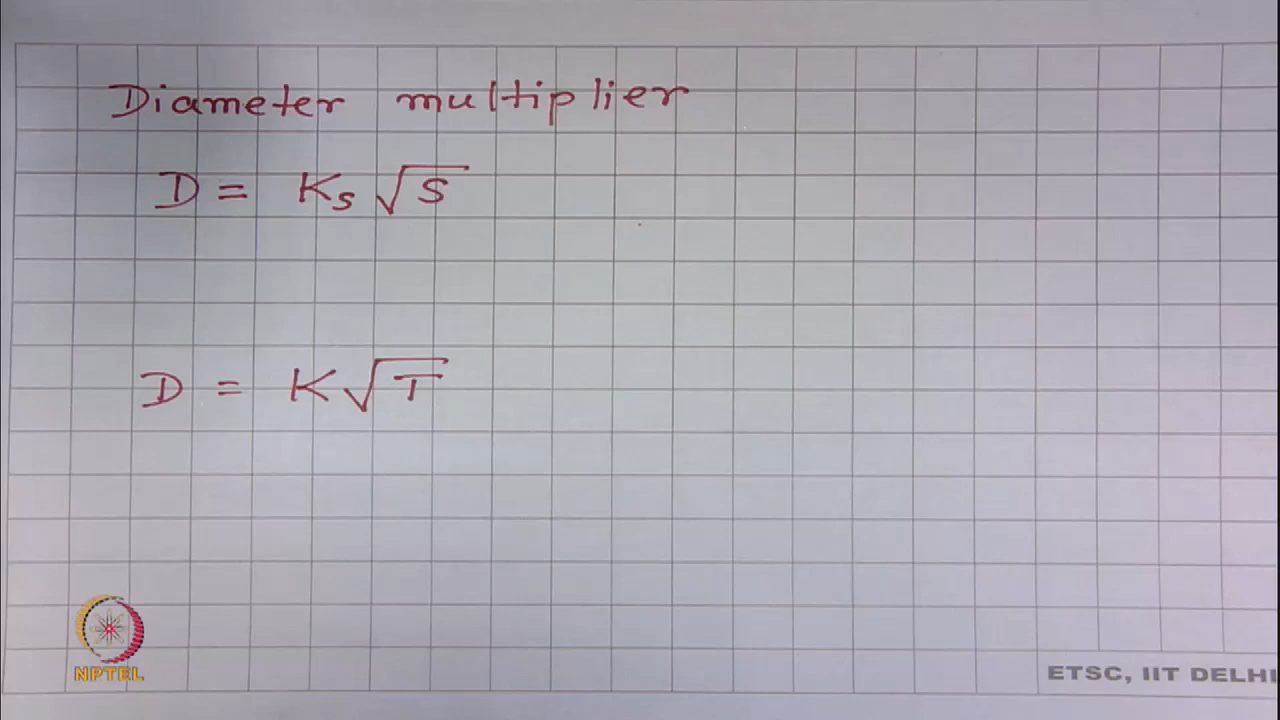 Diameter multiplier
D = Ks √S
D = K√T
NPTEL
ETSC, IIT DELHI